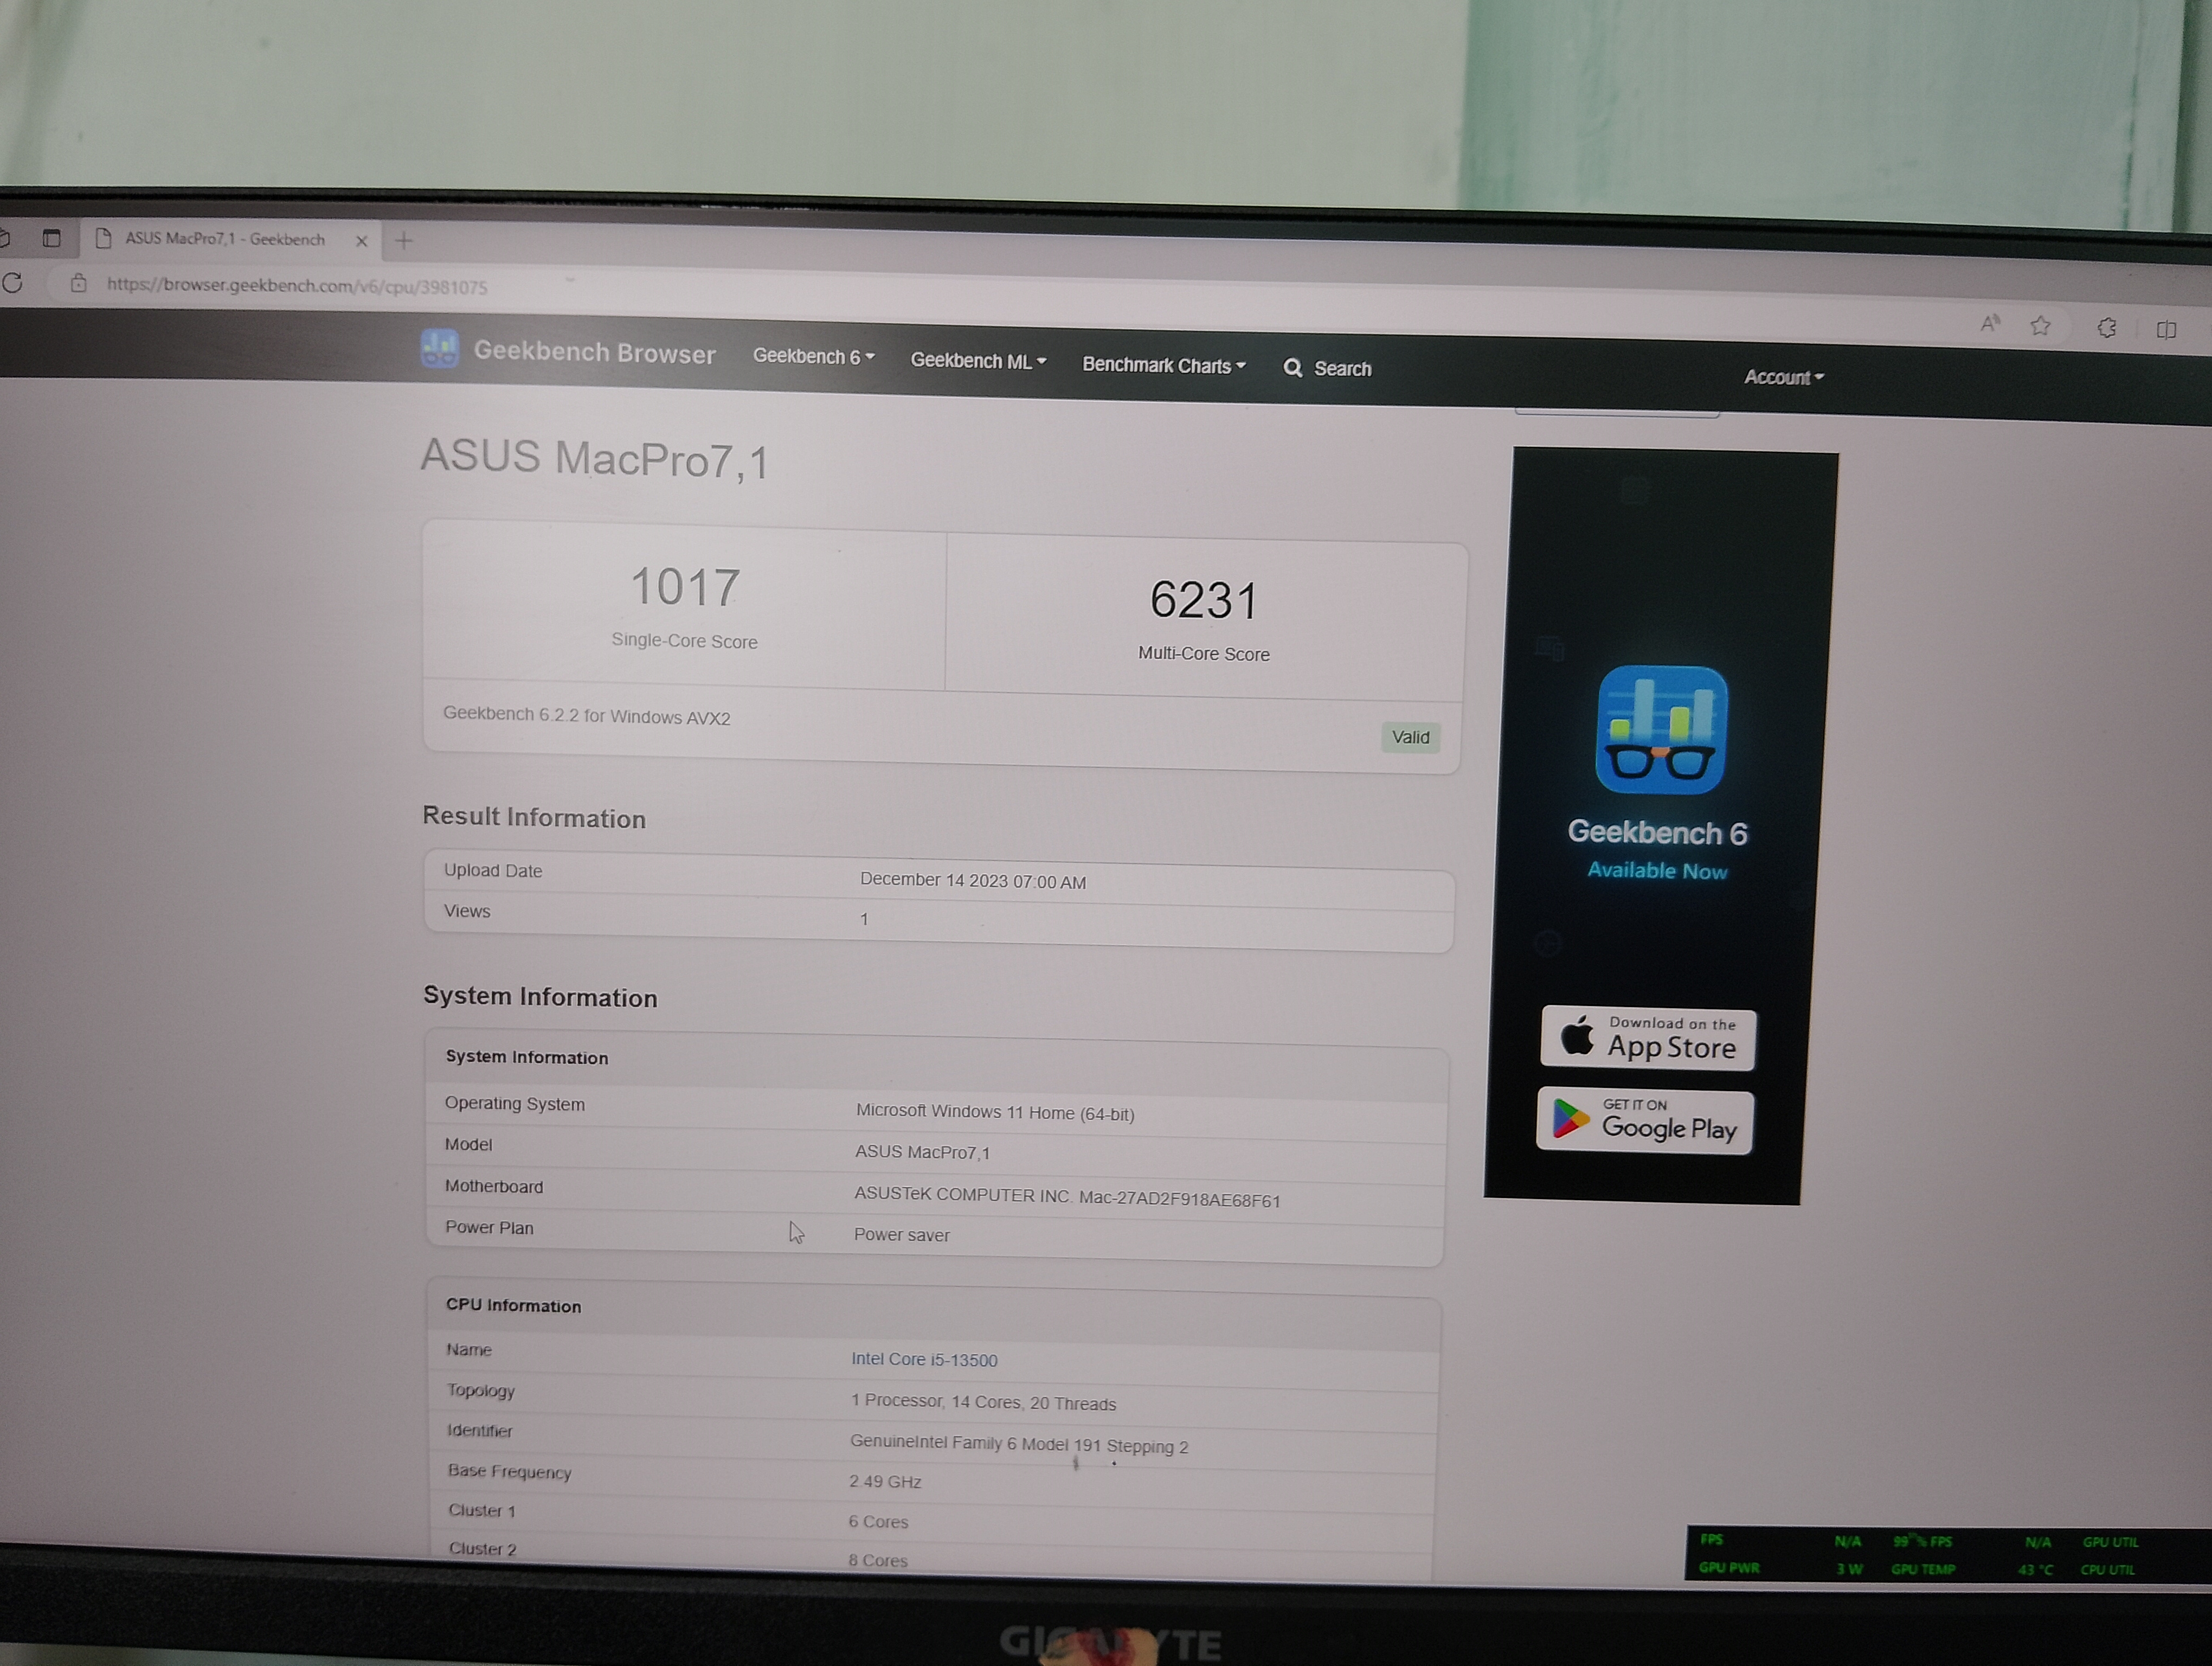 ASUS MacPro7,1 - Geekbench
https://browser.geekbench.com/v6/cpu/3981075
Geekbench Browser Geekbench 6 Geekbench ML Benchmark Charts Search Account
ASUS MacPro7,1
1017 6231
Single-Core Score Multi-Core Score
Geekbench 6.2.2 for Windows AVX2 Valid
Result Information
Upload Date December 14 2023 07:00 AM
Views 1
System Information
System Information
Operating System Microsoft Windows 11 Home (64-bit)
Model ASUS MacPro7,1
Motherboard ASUSTeK COMPUTER INC. Mac-27AD2F918AE68F61
Power Plan Power saver
CPU Information
Name Intel Core i5-13500
Topology 1 Processor, 14 Cores, 20 Threads
Identifier GenuineIntel Family 6 Model 191 Stepping 2
Base Frequency 2.49 GHz
Cluster 1 6 Cores
Cluster 2 8 Cores
Geekbench 6
Available Now
Download on the
App Store
GET IT ON
Google Play
FPS N/A 99th% FPS N/A GPU UTIL
GPU PWR 3 W GPU TEMP 43 °C CPU UTIL
GIGABYTE